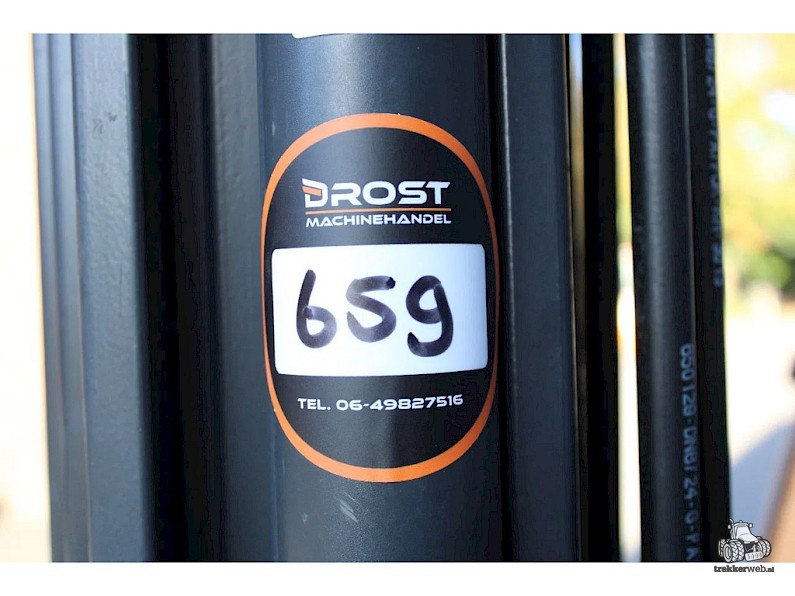 DROST
MACHINEHANDEL
659
TEL. 06-49827516
trekkerweb.nl